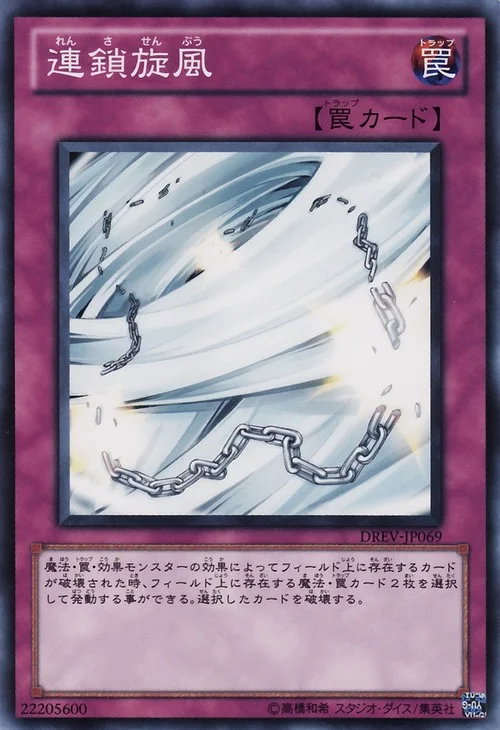 連鎖旋風
罠
【罠カード】
DREV-JP069
魔法・罠・効果モンスターの効果によってフィールド上に存在するカード
が破壊された時、フィールド上に存在する魔法・罠カード2枚を選択
して発動する事ができる。選択したカードを破壊する。
22205600
©高橋和希 スタジオ・ダイス/集英社